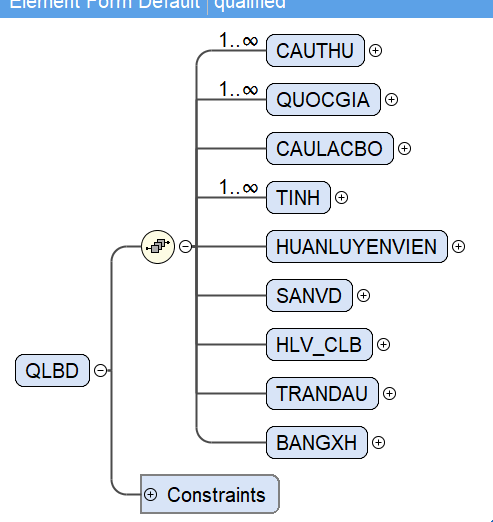 Element Form Default qualified
1..∞
CAUTHU
1..∞
QUOCGIA
CAULACBO
1..∞
TINH
HUANLUYENVIEN
SANVD
HLV_CLB
QLBD
TRANDAU
BANGXH
Constraints